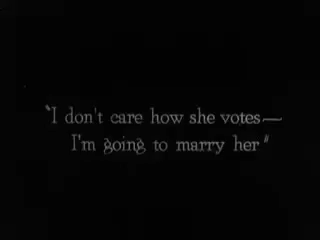 "I don't care how she votes—
I'm going to marry her"